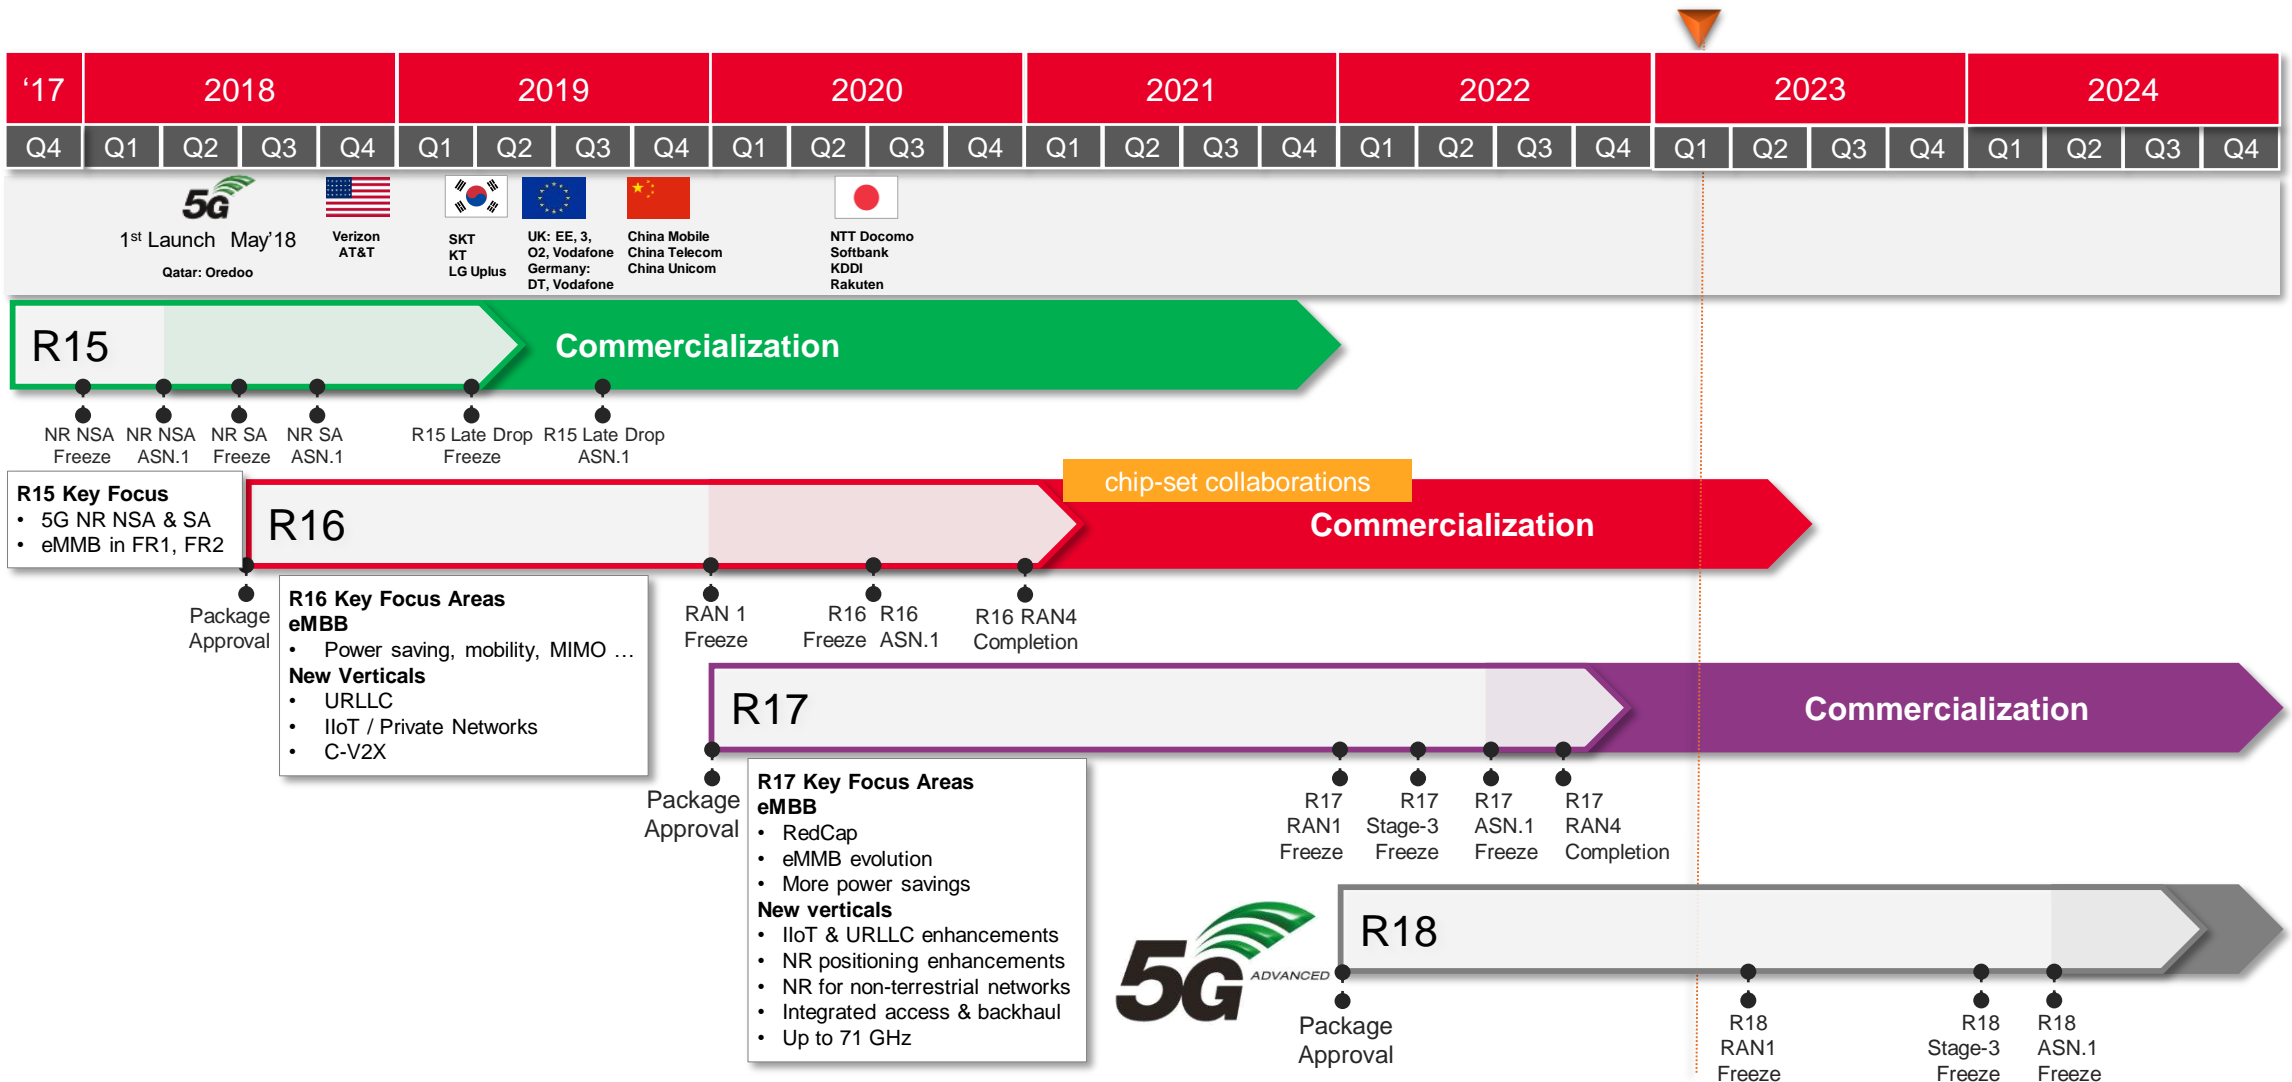 ‘17
2018
2019
2020
2021
2022
2023
2024
Q4
Q1
Q2
Q3
Q4
Q1
Q2
Q3
Q4
Q1
Q2
Q3
Q4
Q1
Q2
Q3
Q4
Q1
Q2
Q3
Q4
Q1
Q2
Q3
Q4
Q1
Q2
Q3
Q4
5G
1st Launch May’18
Qatar: Oredoo
Verizon
AT&T
SKT
KT
LG Uplus
UK: EE, 3,
O2, Vodafone
Germany:
DT, Vodafone
China Mobile
China Telecom
China Unicom
NTT Docomo
Softbank
KDDI
Rakuten
R15
Commercialization
NR NSA
Freeze
NR NSA
ASN.1
NR SA
Freeze
NR SA
ASN.1
R15 Late Drop
Freeze
R15 Late Drop
ASN.1
R15 Key Focus
• 5G NR NSA & SA
• eMMB in FR1, FR2
R16
chip-set collaborations
Commercialization
Package
Approval
RAN 1
Freeze
R16
Freeze
R16
ASN.1
R16 RAN4
Completion
R16 Key Focus Areas
eMBB
• Power saving, mobility, MIMO …
New Verticals
• URLLC
• IIoT / Private Networks
• C-V2X
R17
Commercialization
Package
Approval
R17
RAN1
Freeze
R17
Stage-3
Freeze
R17
ASN.1
Freeze
R17
RAN4
Completion
R17 Key Focus Areas
eMBB
• RedCap
• eMMB evolution
• More power savings
New verticals
• IIoT & URLLC enhancements
• NR positioning enhancements
• NR for non-terrestrial networks
• Integrated access & backhaul
• Up to 71 GHz
5G
ADVANCED
R18
Package
Approval
R18
RAN1
Freeze
R18
Stage-3
Freeze
R18
ASN.1
Freeze